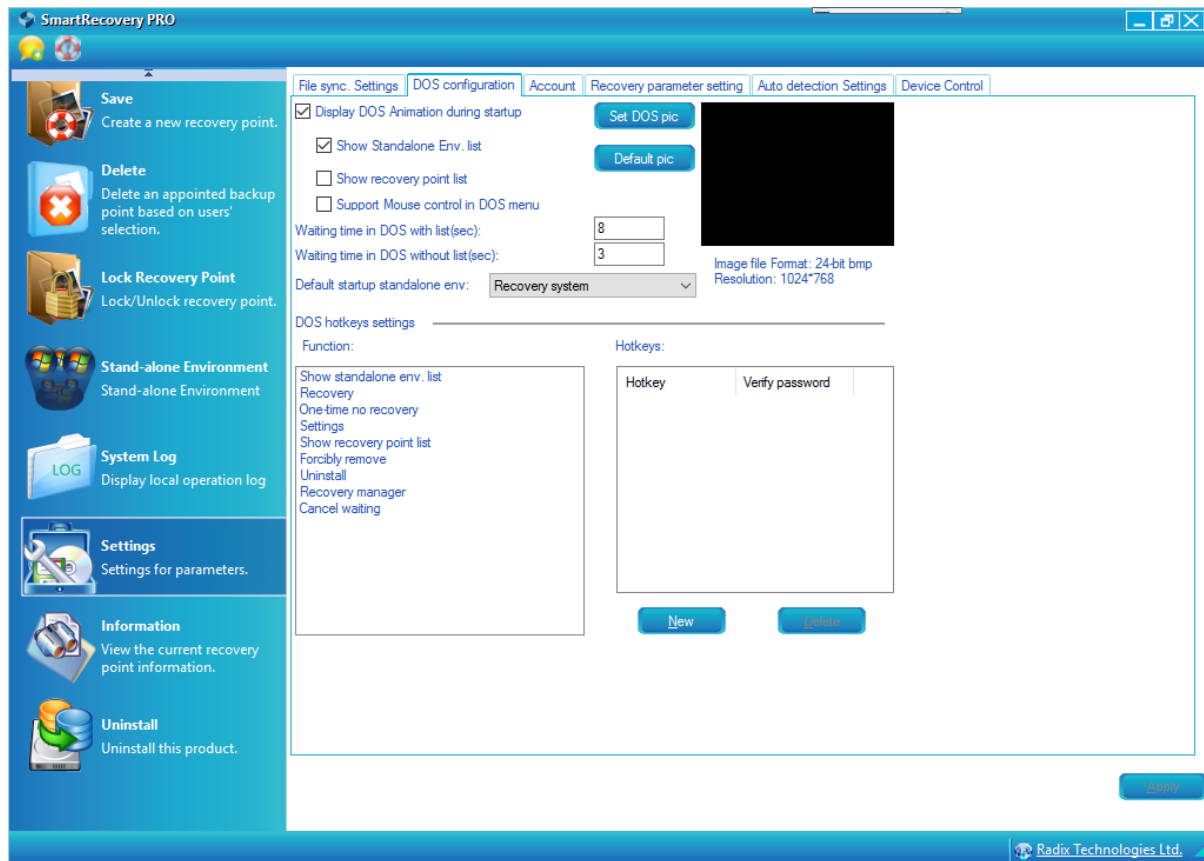 SmartRecovery PRO
Save
Create a new recovery point.
Delete
Delete an appointed backup
point based on users'
selection.
Lock Recovery Point
Lock/Unlock recovery point.
Stand-alone Environment
Stand-alone Environment
LOG
System Log
Display local operation log
Settings
Settings for parameters.
Information
View the current recovery
point information.
Uninstall
Uninstall this product.
File sync. Settings
DOS configuration
Account
Recovery parameter setting
Auto detection Settings
Device Control
Display DOS Animation during startup
Set DOS pic
Show Standalone Env. list
Default pic
Show recovery point list
Support Mouse control in DOS menu
Waiting time in DOS with list(sec):
8
Waiting time in DOS without list(sec):
3
Image file Format: 24-bit bmp
Resolution: 1024*768
Default startup standalone env:
Recovery system
DOS hotkeys settings
Function:
Hotkeys:
Show standalone env. list
Recovery
One-time no recovery
Settings
Show recovery point list
Forcibly remove
Uninstall
Recovery manager
Cancel waiting
Hotkey
Verify password
New
Delete
Apply
Radix Technologies Ltd.